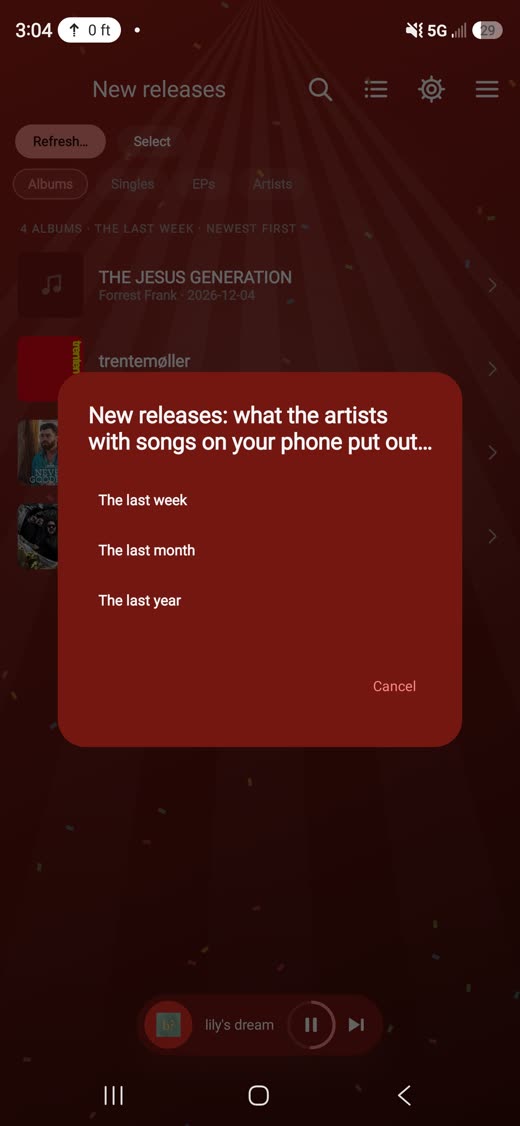 3:04 ↑ 0 ft • 5G 29
New releases
Refresh... Select
Albums Singles EPs Artists
4 ALBUMS · THE LAST WEEK · NEWEST FIRST
THE JESUS GENERATION
Forrest Frank · 2026-12-04
trentemøller
New releases: what the artists
with songs on your phone put out...
The last week
The last month
The last year
Cancel
lily's dream